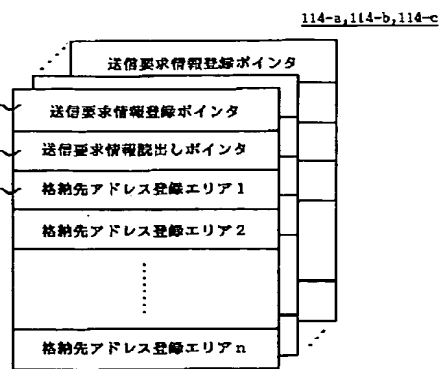 114-a,114-b,114-c
送信要求情報登録ポインタ
送信要求情報登録ポインタ
送信要求情報読出しポインタ
格納先アドレス登録エリア1
格納先アドレス登録エリア2
格納先アドレス登録エリアn